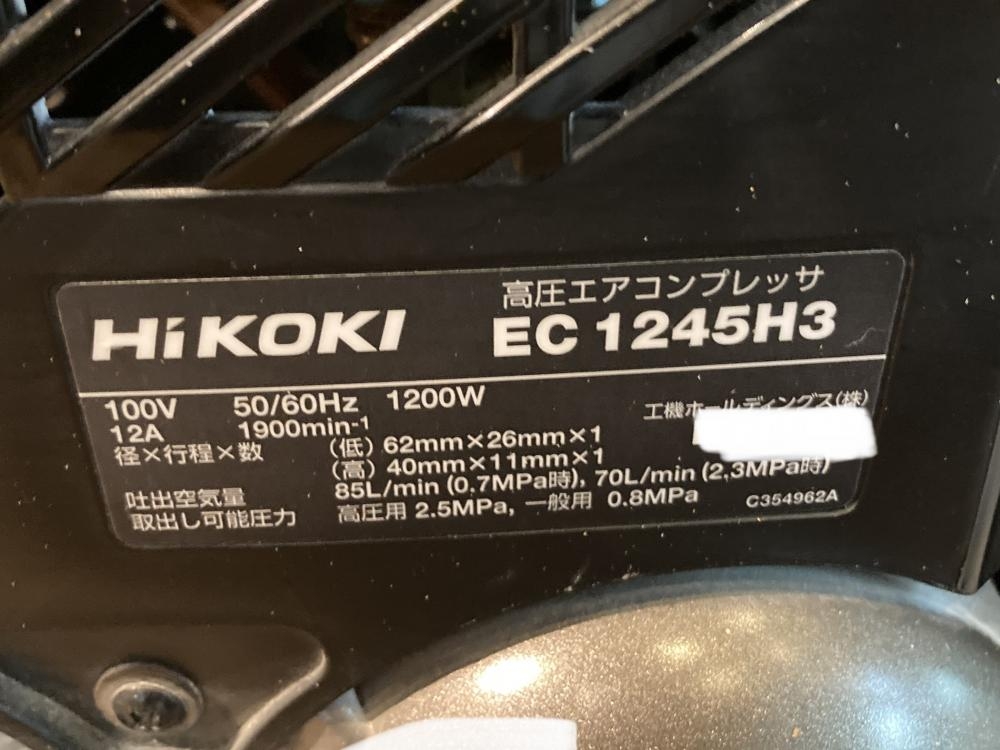 高圧エアコンプレッサ
HiKOKI EC 1245H3
100V 50/60Hz 1200W
12A 1900min-1
工機ホールディングス(株)
径×行程×数 (低) 62mm×26mm×1
(高) 40mm×11mm×1
吐出空気量 85L/min (0.7MPa時), 70L/min (2.3MPa時)
取出し可能圧力 高圧用 2.5MPa, 一般用 0.8MPa
C354962A